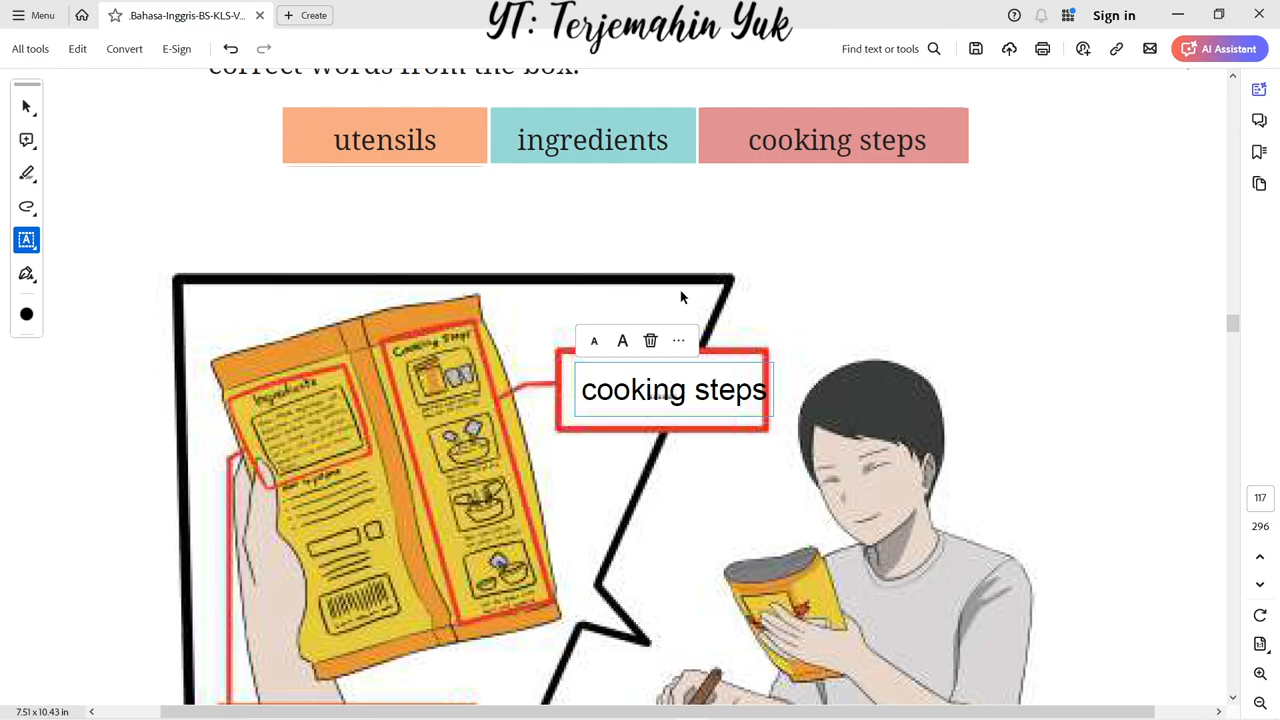 Menu
.Bahasa-Inggris-BS-KLS-V...
Create
YT: Terjemahin Yuk
Sign in
All tools
Edit
Convert
E-Sign
Find text or tools
AI Assistant
correct words from the box.
utensils
ingredients
cooking steps
Cooking Steps
Ingredients
cooking steps
117
296
7.51 x 10.43 in